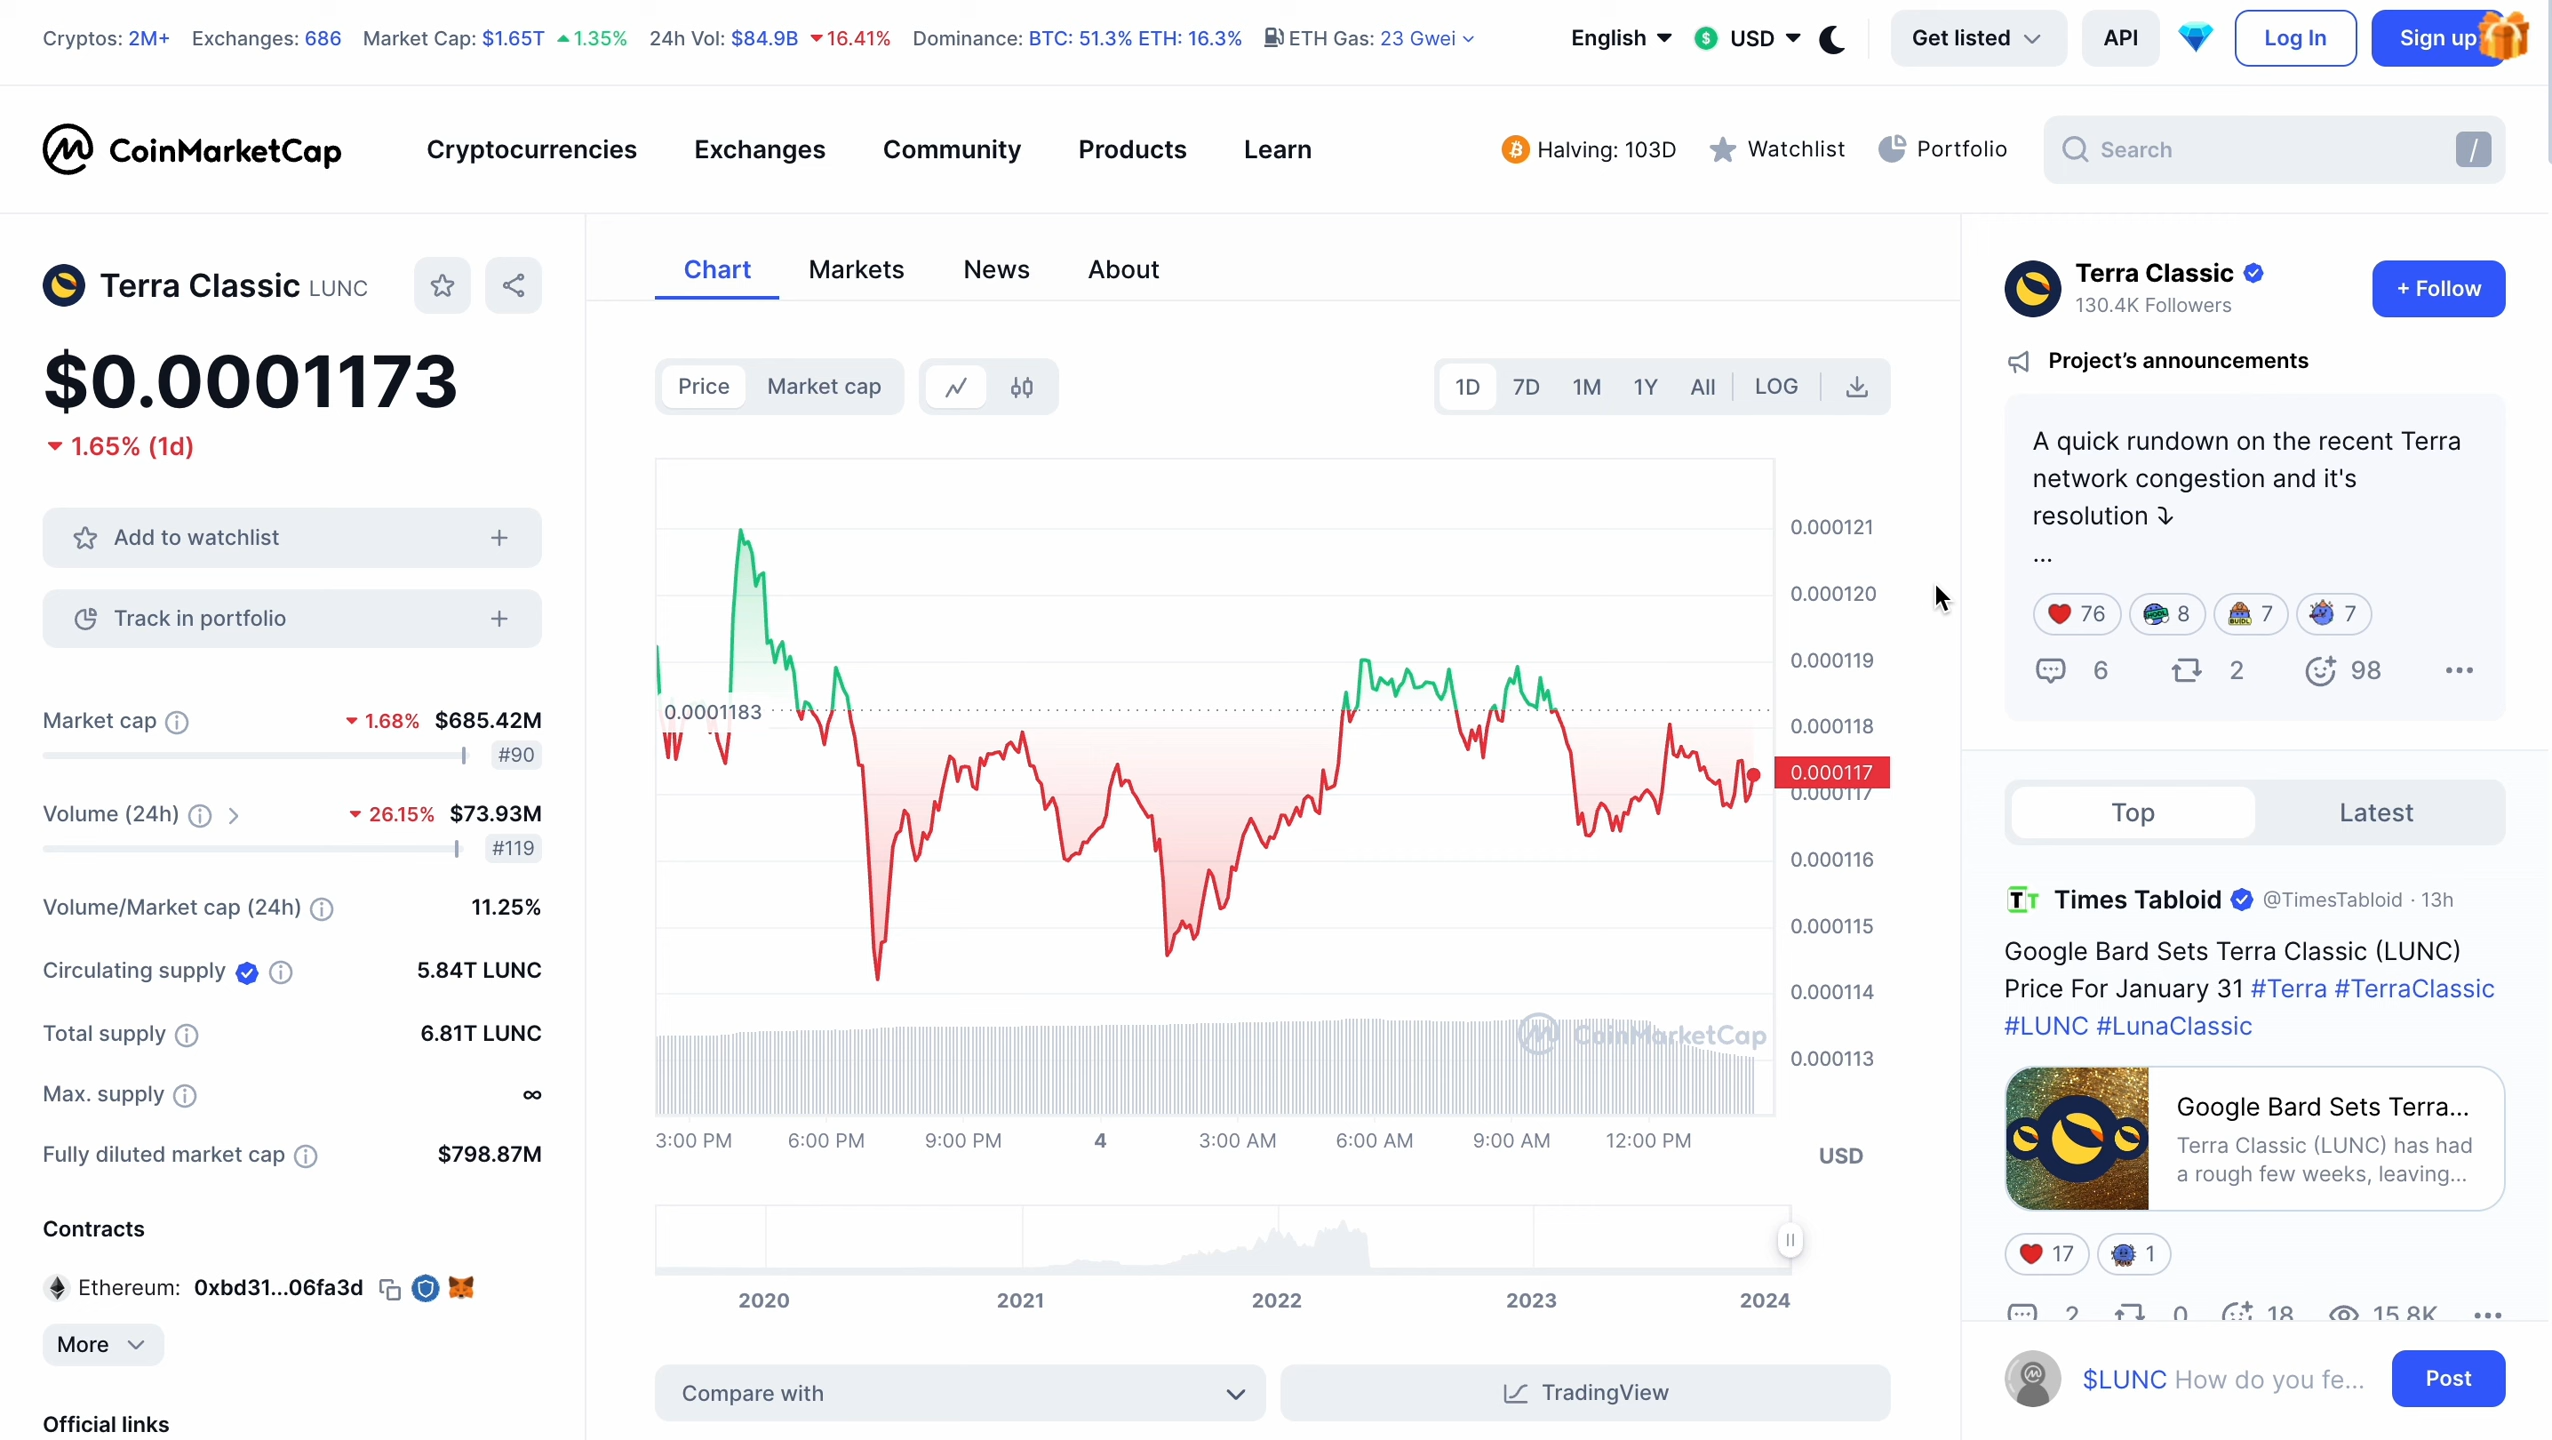 Cryptos: 2M+ Exchanges: 686 Market Cap: $1.65T 1.35% 24h Vol: $84.9B 16.41% Dominance: BTC: 51.3% ETH: 16.3% ETH Gas: 23 Gwei English USD Get listed API Log In Sign up
CoinMarketCap Cryptocurrencies Exchanges Community Products Learn Halving: 103D Watchlist Portfolio Search /
Terra Classic LUNC
$0.0001173
1.65% (1d)
Add to watchlist +
Track in portfolio +
Market cap 1.68% $685.42M
#90
Volume (24h) 26.15% $73.93M
#119
Volume/Market cap (24h) 11.25%
Circulating supply 5.84T LUNC
Total supply 6.81T LUNC
Max. supply ∞
Fully diluted market cap $798.87M
Contracts
Ethereum: 0xbd31...06fa3d
More
Official links
Chart Markets News About
Price Market cap 1D 7D 1M 1Y All LOG
0.000121
0.000120
0.000119
0.0001183
0.000118
0.000117
0.000117
0.000116
0.000115
0.000114
CoinMarketCap
0.000113
3:00 PM 6:00 PM 9:00 PM 4 3:00 AM 6:00 AM 9:00 AM 12:00 PM
USD
2020 2021 2022 2023 2024
Compare with TradingView
Terra Classic
130.4K Followers
+ Follow
Project's announcements
A quick rundown on the recent Terra
network congestion and it's
resolution ⤵
...
76 8 7 7
6 2 98
Top Latest
Times Tabloid @TimesTabloid · 13h
Google Bard Sets Terra Classic (LUNC)
Price For January 31 #Terra #TerraClassic
#LUNC #LunaClassic
Google Bard Sets Terra...
Terra Classic (LUNC) has had
a rough few weeks, leaving...
17 1
2 0 18 15.8K
$LUNC How do you fe... Post